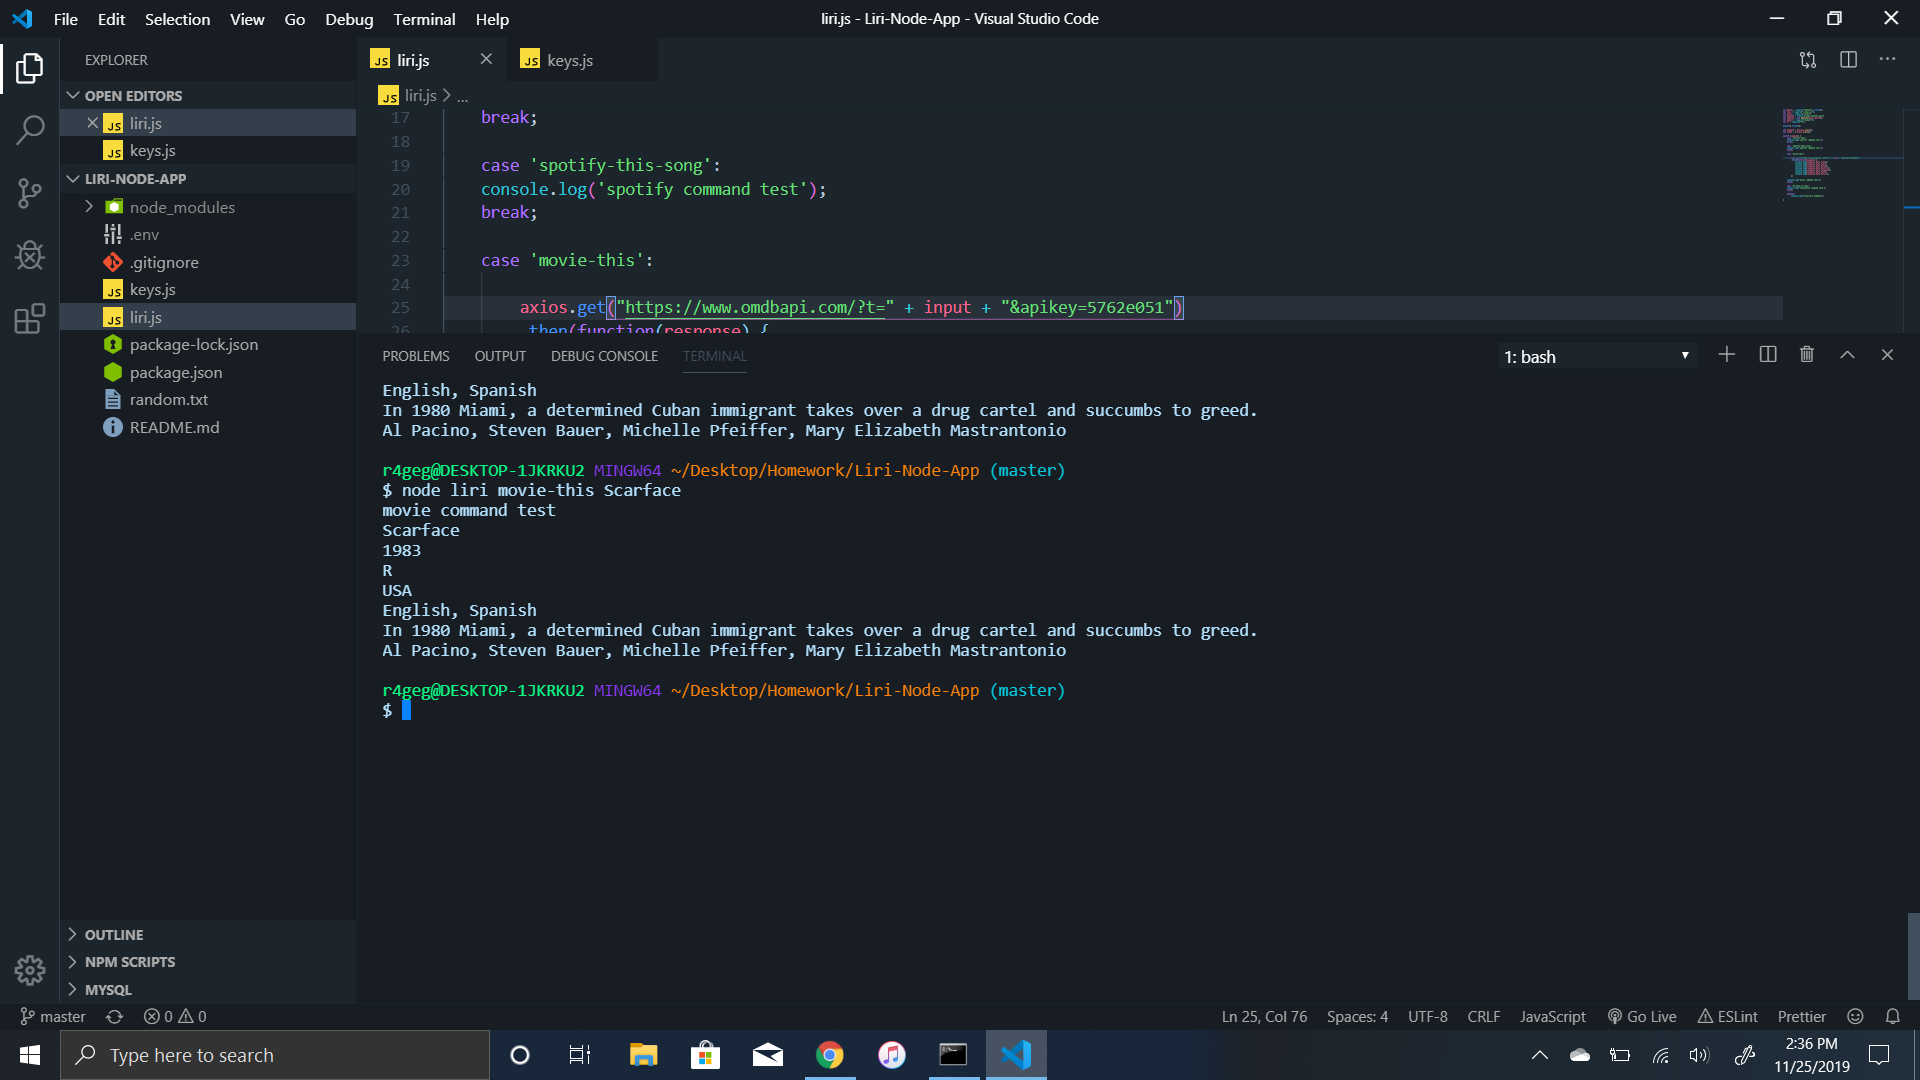 File Edit Selection View Go Debug Terminal Help
liri.js - Liri-Node-App - Visual Studio Code
EXPLORER
OPEN EDITORS
JS liri.js
JS keys.js
LIRI-NODE-APP
node_modules
.env
.gitignore
JS keys.js
JS liri.js
package-lock.json
package.json
random.txt
README.md
OUTLINE
NPM SCRIPTS
MYSQL
JS liri.js
JS keys.js
JS liri.js > ...
17 break;
18
19 case 'spotify-this-song':
20 console.log('spotify command test');
21 break;
22
23 case 'movie-this':
24
25 axios.get("https://www.omdbapi.com/?t=" + input + "&apikey=5762e051")
26 then(function(response) {
PROBLEMS OUTPUT DEBUG CONSOLE TERMINAL
1: bash
English, Spanish
In 1980 Miami, a determined Cuban immigrant takes over a drug cartel and succumbs to greed.
Al Pacino, Steven Bauer, Michelle Pfeiffer, Mary Elizabeth Mastrantonio
r4geg@DESKTOP-1JKRKU2 MINGW64 ~/Desktop/Homework/Liri-Node-App (master)
$ node liri movie-this Scarface
movie command test
Scarface
1983
R
USA
English, Spanish
In 1980 Miami, a determined Cuban immigrant takes over a drug cartel and succumbs to greed.
Al Pacino, Steven Bauer, Michelle Pfeiffer, Mary Elizabeth Mastrantonio
r4geg@DESKTOP-1JKRKU2 MINGW64 ~/Desktop/Homework/Liri-Node-App (master)
$
master 0 0
Ln 25, Col 76 Spaces: 4 UTF-8 CRLF JavaScript Go Live ESLint Prettier
Type here to search
2:36 PM
11/25/2019